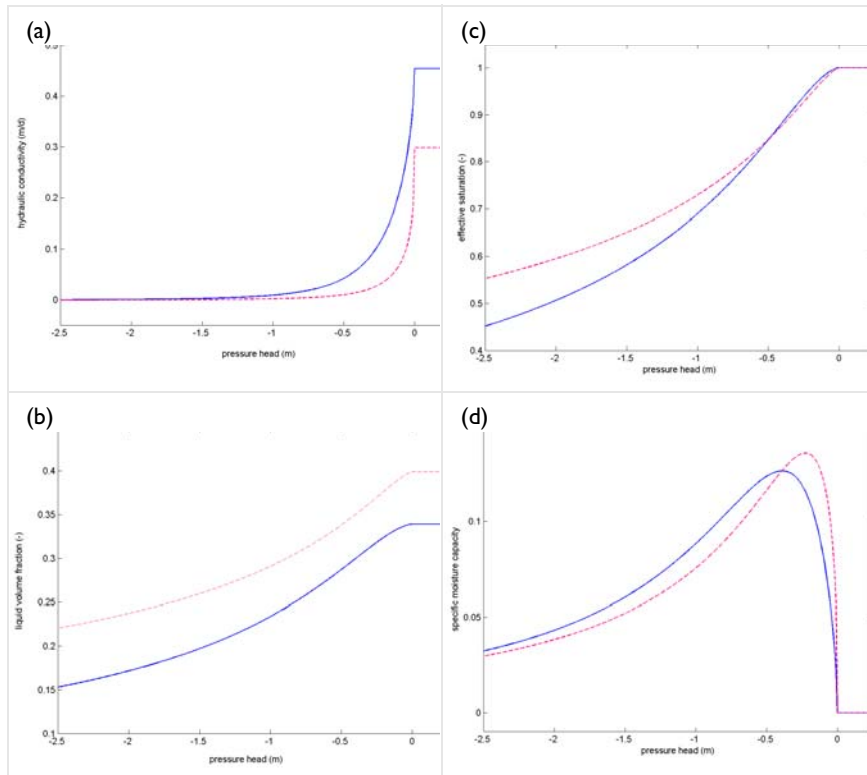 (a)
0.5
0.4
0.3
0.2
0.1
0
hydraulic conductivity (m/d)
-2.5 -2 -1.5 -1 -0.5 0
pressure head (m)
(c)
1
0.9
0.8
0.7
0.6
0.5
0.4
effective saturation (-)
-2.5 -2 -1.5 -1 -0.5 0
pressure head (m)
(b)
0.4
0.35
0.3
0.25
0.2
0.15
0.1
liquid volume fraction (-)
-2.5 -2 -1.5 -1 -0.5 0
pressure head (m)
(d)
0.1
0.05
0
specific moisture capacity
-2.5 -2 -1.5 -1 -0.5 0
pressure head (m)